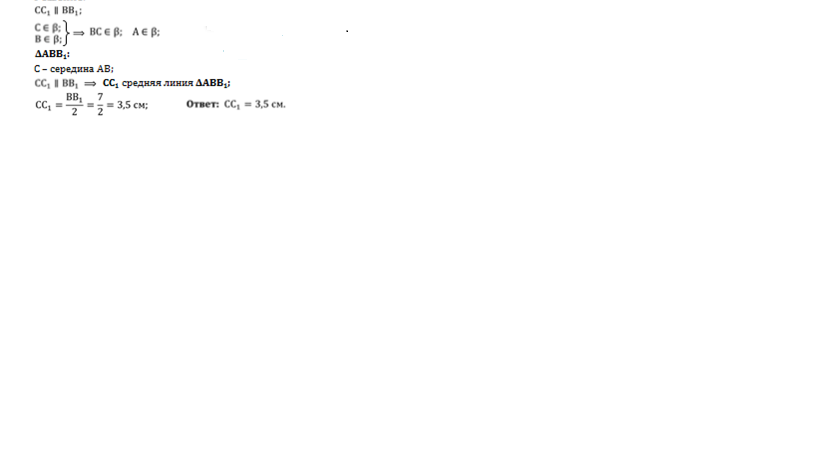 CC₁ ∥ BB₁;
C ∈ β;
B ∈ β;} ⟹ BC ∈ β; A ∈ β;
ΔABB₁:
C – середина AB;
CC₁ ∥ BB₁ ⟹ CC₁ средняя линия ΔABB₁;
CC₁ = BB₁/2 = 7/2 = 3,5 см; Ответ: CC₁ = 3,5 см.